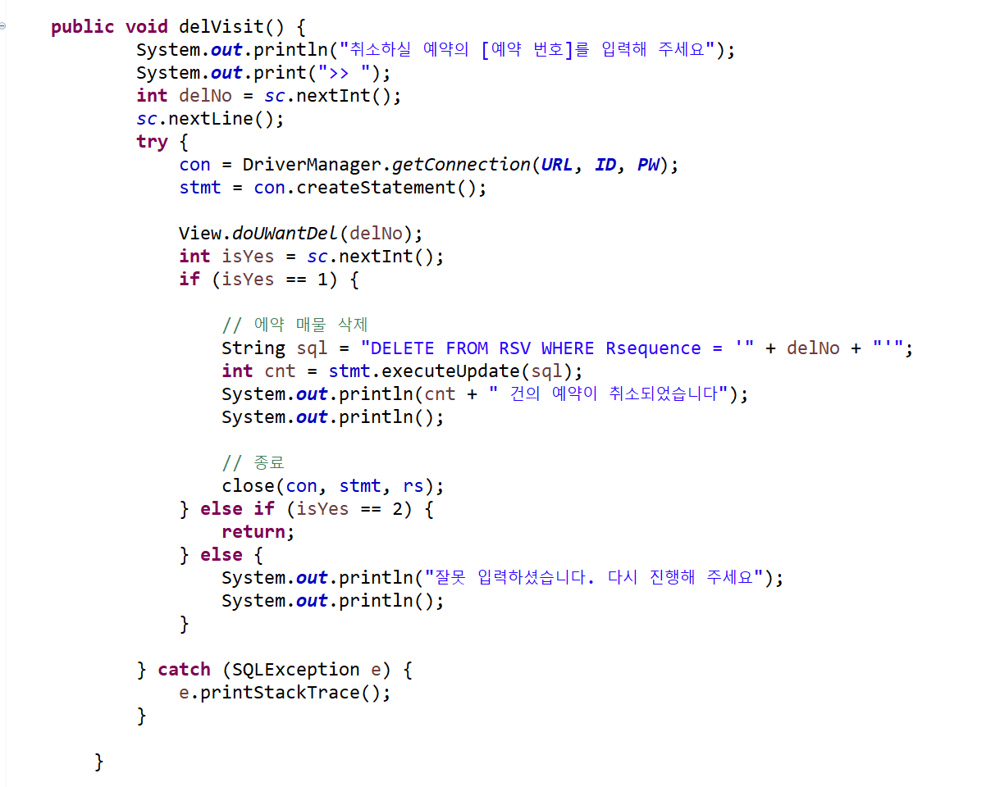 public void delVisit() {
System.out.println("취소하실 예약의 [예약 번호]를 입력해 주세요");
System.out.print(">> ");
int delNo = sc.nextInt();
sc.nextLine();
try {
con = DriverManager.getConnection(URL, ID, PW);
stmt = con.createStatement();
View.doUWantDel(delNo);
int isYes = sc.nextInt();
if (isYes == 1) {
// 에약 매물 삭제
String sql = "DELETE FROM RSV WHERE Rsequence = '" + delNo + "'";
int cnt = stmt.executeUpdate(sql);
System.out.println(cnt + " 건의 예약이 취소되었습니다");
System.out.println();
// 종료
close(con, stmt, rs);
} else if (isYes == 2) {
return;
} else {
System.out.println("잘못 입력하셨습니다. 다시 진행해 주세요");
System.out.println();
}
} catch (SQLException e) {
e.printStackTrace();
}
}